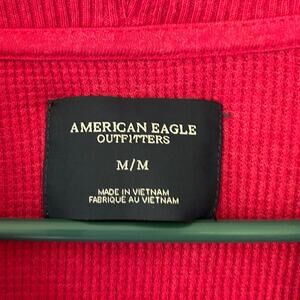 AMERICAN EAGLE
OUTFITTERS
M/M
MADE IN VIETNAM
FABRIQUÉ AU VIETNAM